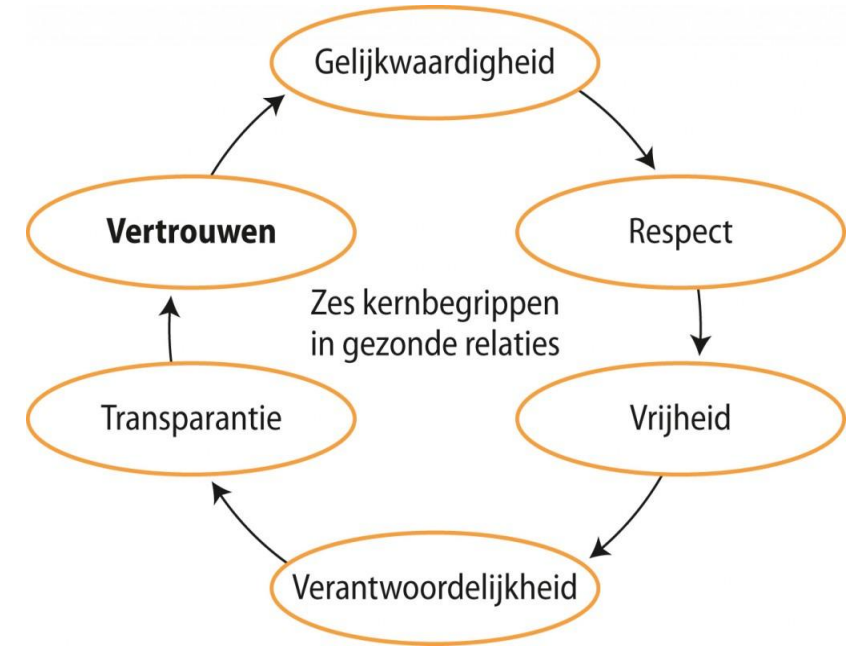 Gelijkwaardigheid
Vertrouwen
Respect
Zes kernbegrippen
in gezonde relaties
Transparantie
Vrijheid
Verantwoordelijkheid